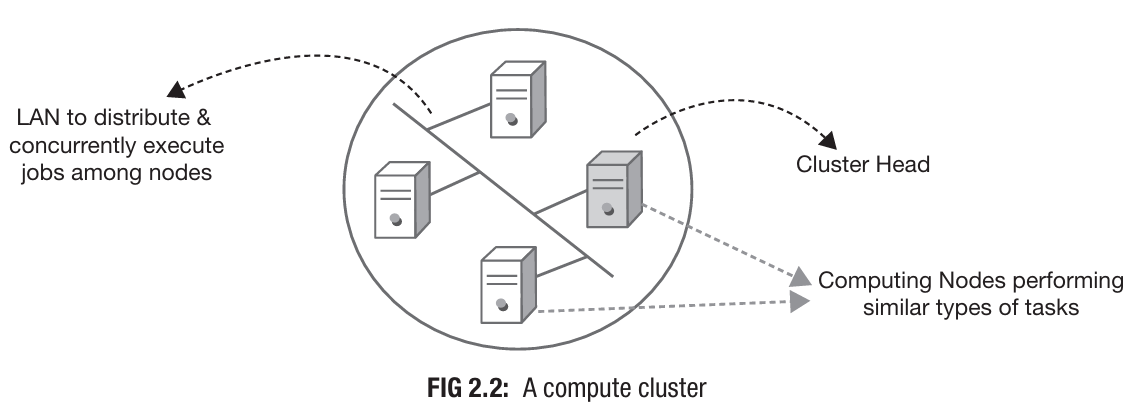 LAN to distribute &
concurrently execute
jobs among nodes
Cluster Head
Computing Nodes performing
similar types of tasks
FIG 2.2: A compute cluster